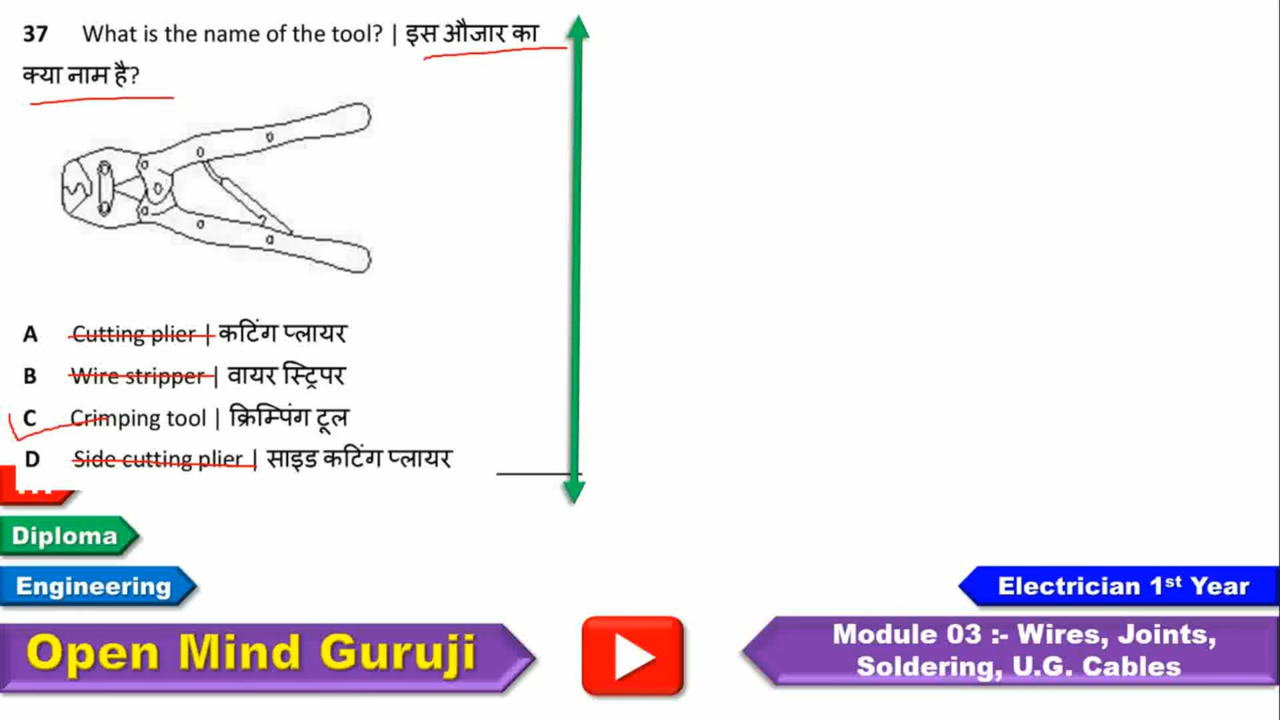 37 What is the name of the tool? | इस औजार का
क्या नाम है?
A Cutting plier | कटिंग प्लायर
B Wire stripper | वायर स्ट्रिपर
C Crimping tool | क्रिम्पिंग टूल
D Side cutting plier | साइड कटिंग प्लायर
Diploma
Engineering
Electrician 1st Year
Open Mind Guruji
Module 03 :- Wires, Joints,
Soldering, U.G. Cables